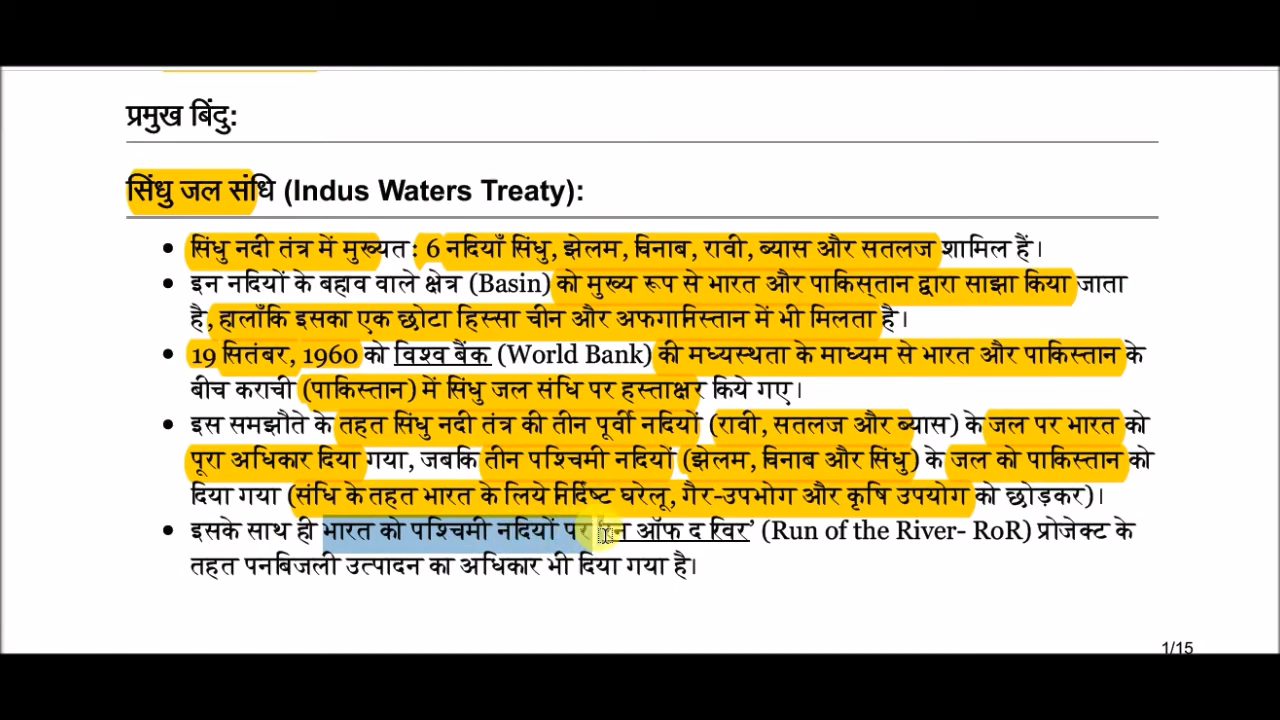 प्रमुख बिंदु:
सिंधु जल संधि (Indus Waters Treaty):
• सिंधु नदी तंत्र में मुख्यत: 6 नदियाँ सिंधु, झेलम, चिनाब, रावी, ब्यास और सतलज शामिल हैं।
• इन नदियों के बहाव वाले क्षेत्र (Basin) को मुख्य रूप से भारत और पाकिस्तान द्वारा साझा किया जाता
है, हालाँकि इसका एक छोटा हिस्सा चीन और अफगानिस्तान में भी मिलता है।
• 19 सितंबर, 1960 को विश्व बैंक (World Bank) की मध्यस्थता के माध्यम से भारत और पाकिस्तान के
बीच कराची (पाकिस्तान) में सिंधु जल संधि पर हस्ताक्षर किये गए।
• इस समझौते के तहत सिंधु नदी तंत्र की तीन पूर्वी नदियों (रावी, सतलज और ब्यास) के जल पर भारत को
पूरा अधिकार दिया गया, जबकि तीन पश्चिमी नदियों (झेलम, चिनाब और सिंधु) के जल को पाकिस्तान को
दिया गया (संधि के तहत भारत के लिये निर्दिष्ट घरेलू, गैर-उपभोग और कृषि उपयोग को छोड़कर)।
• इसके साथ ही भारत को पश्चिमी नदियों पर ऑफ द रिवर’ (Run of the River- RoR) प्रोजेक्ट के
तहत पनबिजली उत्पादन का अधिकार भी दिया गया है।
1/15